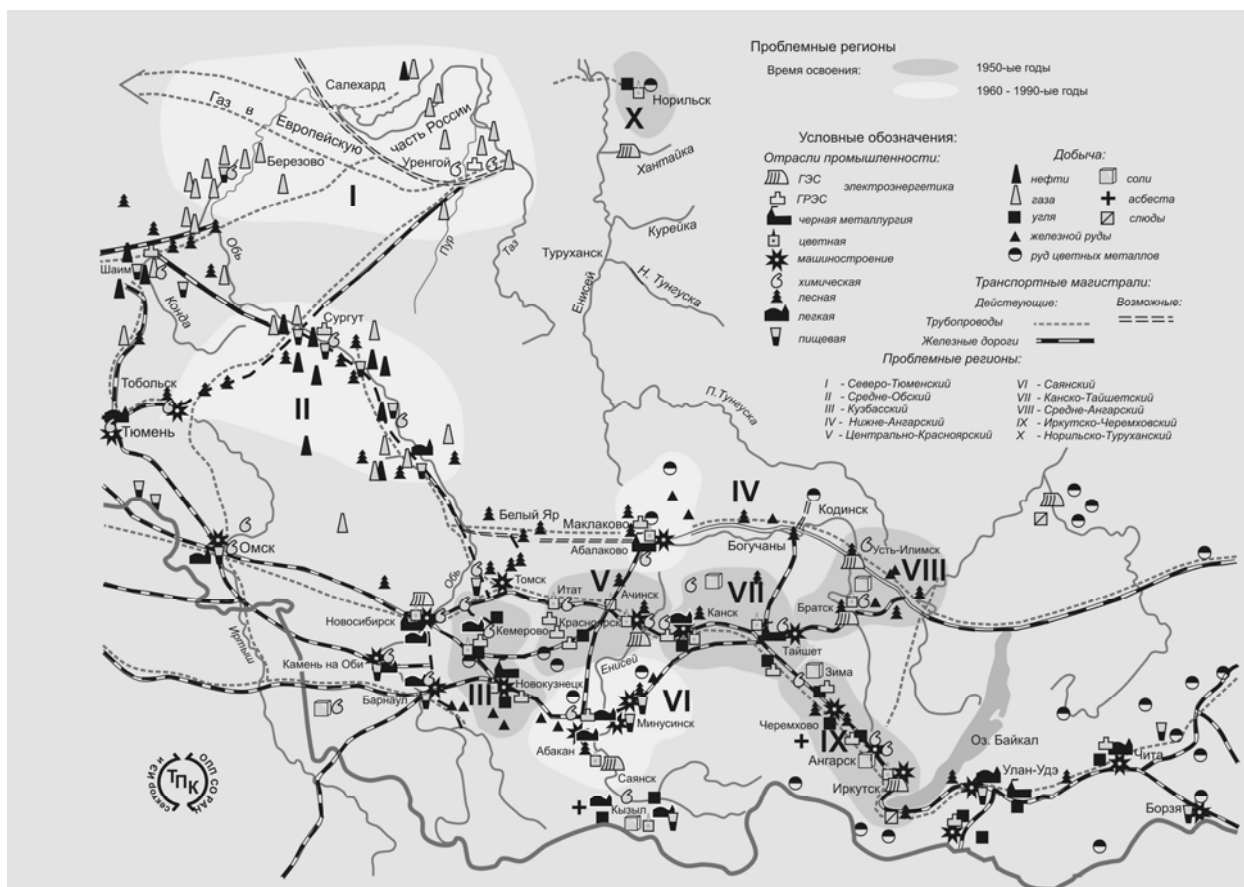 Проблемные регионы
Время освоения:
1950-ые годы
1960 - 1990-ые годы
Условные обозначения:
Отрасли промышленности:
ГЭС
электроэнергетика
ГРЭС
черная металлургия
цветная
машиностроение
химическая
лесная
легкая
пищевая
Добыча:
нефти
газа
угля
железной руды
руд цветных металлов
соли
асбеста
слюды
Транспортные магистрали:
Действующие:
Возможные:
Трубопроводы
Железные дороги
Проблемные регионы:
I - Северо-Тюменский
II - Средне-Обский
III - Кузбасский
IV - Нижне-Ангарский
V - Центрально-Красноярский
VI - Саянский
VII - Канско-Тайшетский
VIII - Средне-Ангарский
IX - Иркутско-Черемховский
X - Норильско-Туруханский
Салехард
Газ в Европейскую часть России
Березово
Уренгой
I
Норильск
X
Хантайка
Курейка
Туруханск
Н. Тунгуска
Енисей
Обь
Пур
Таз
Шаим
Конда
Сургут
Тобольск
Тюмень
II
П. Тунгуска
Белый Яр
Маклаково
IV
Кодинск
Абалаково
Богучаны
Омск
Усть-Илимск
VIII
Обь
Томск
V
Итат
Ачинск
VII
Канск
Братск
Новосибирск
Кемерово
Красноярск
Тайшет
Иртыш
Камень на Оби
Енисей
Зима
Новокузнецк
III
VI
Барнаул
Минусинск
Черемхово
IX
Абакан
Ангарск
Оз. Байкал
Саянск
Иркутск
Улан-Удэ
Чита
Кызыл
Борзя
ТПК
СЕКТОР
ИЭИ
ОПП СО РАН